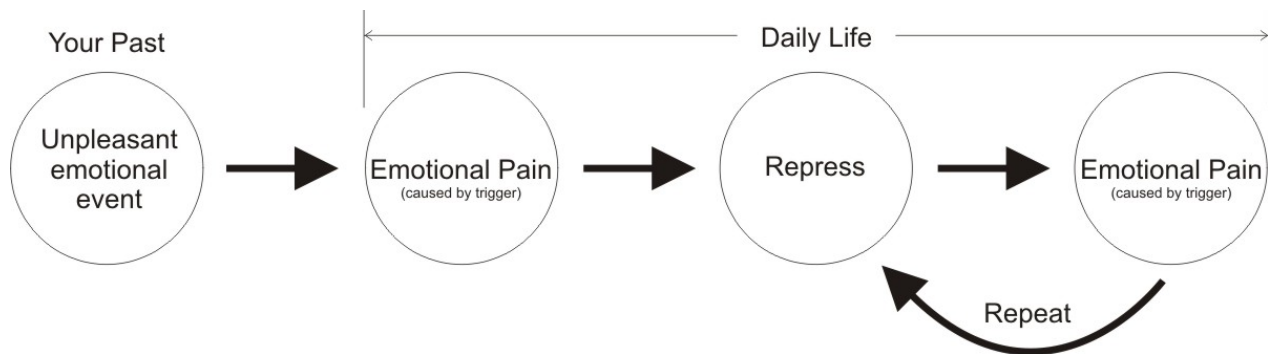 Your Past
Daily Life
Unpleasant
emotional
event
Emotional Pain
(caused by trigger)
Repress
Emotional Pain
(caused by trigger)
Repeat